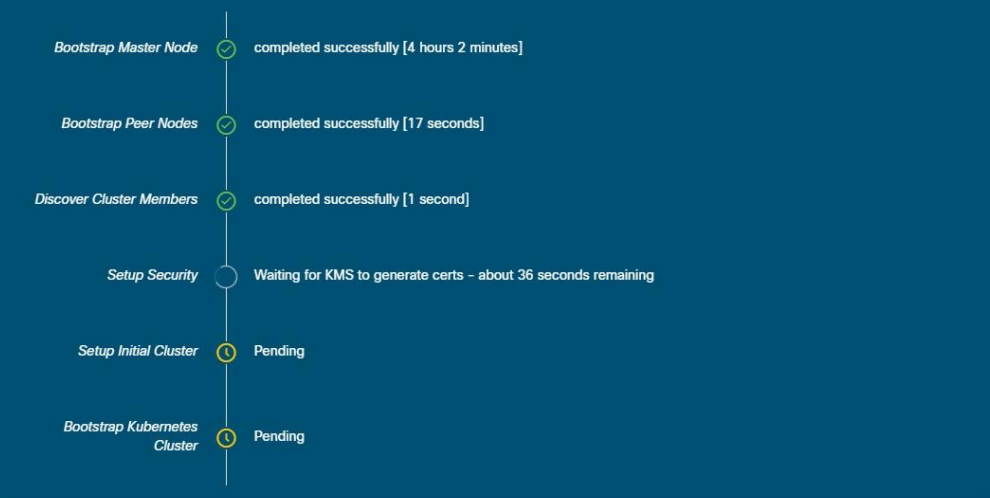 Bootstrap Master Node completed successfully [4 hours 2 minutes]
Bootstrap Peer Nodes completed successfully [17 seconds]
Discover Cluster Members completed successfully [1 second]
Setup Security Waiting for KMS to generate certs - about 36 seconds remaining
Setup Initial Cluster Pending
Bootstrap Kubernetes
Cluster Pending